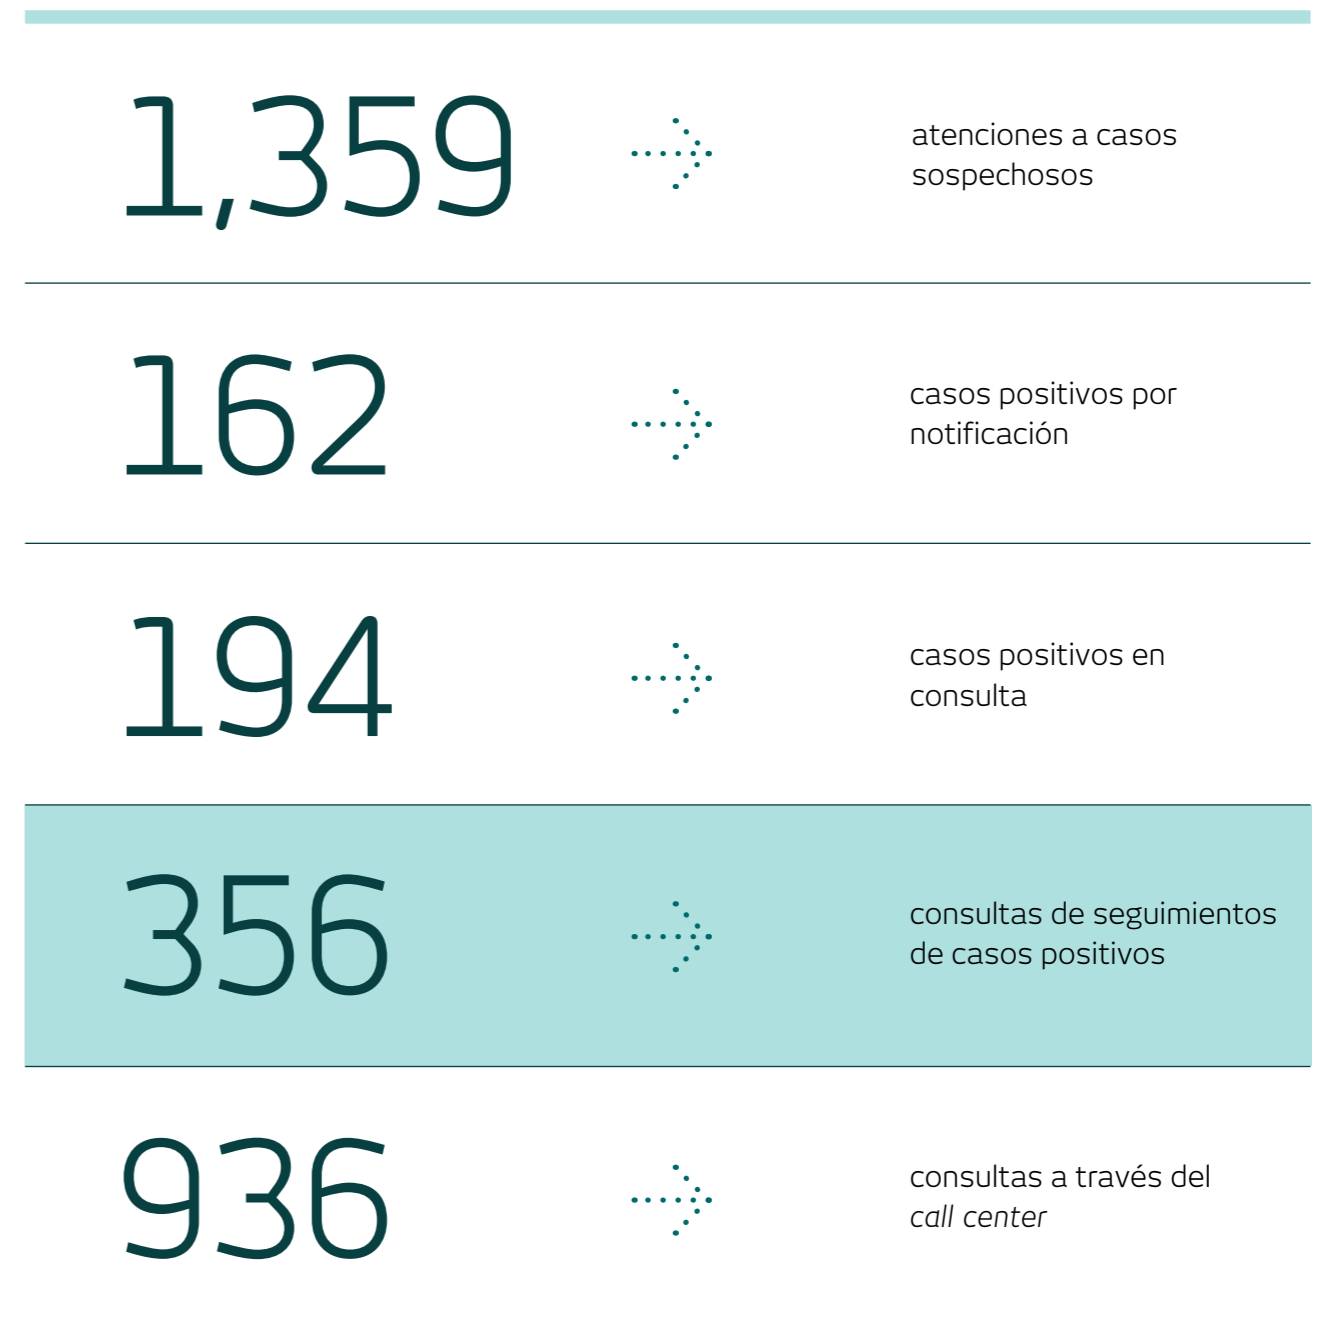 1,359
atenciones a casos
sospechosos
162
casos positivos por
notificación
194
casos positivos en
consulta
356
consultas de seguimientos
de casos positivos
936
consultas a través del
call center